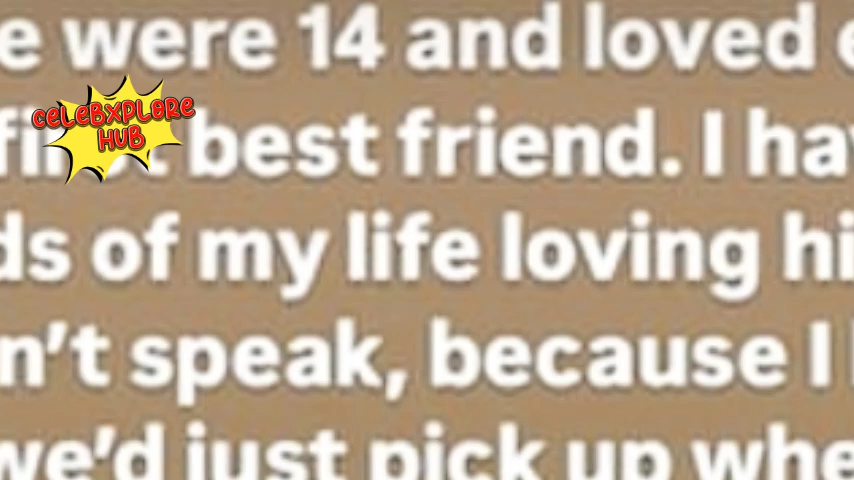 e were 14 and loved
CELEBXPLORE
HUB
best friend. I ha
ds of my life loving hi
n’t speak, because I
we’d just pick up whe